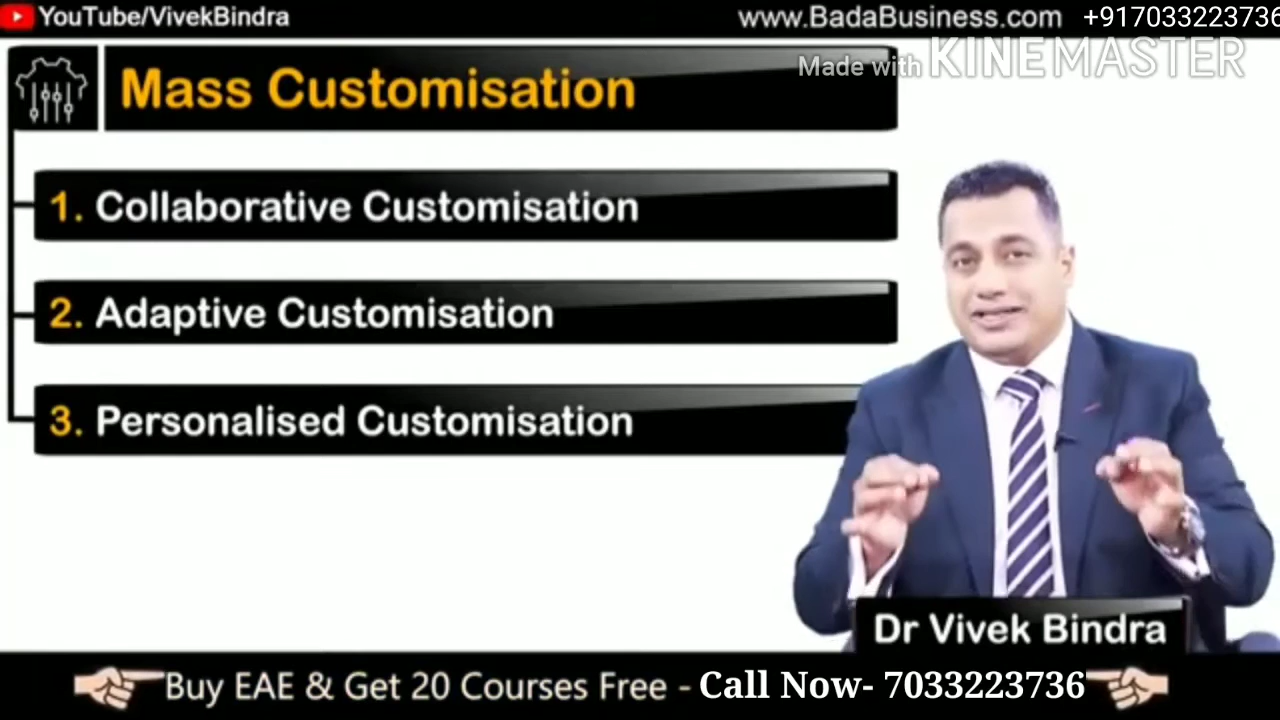 YouTube/VivekBindra
www.BadaBusiness.com +917033223736
Made with KINEMASTER
Mass Customisation
1. Collaborative Customisation
2. Adaptive Customisation
3. Personalised Customisation
Dr Vivek Bindra
Buy EAE & Get 20 Courses Free - Call Now- 7033223736